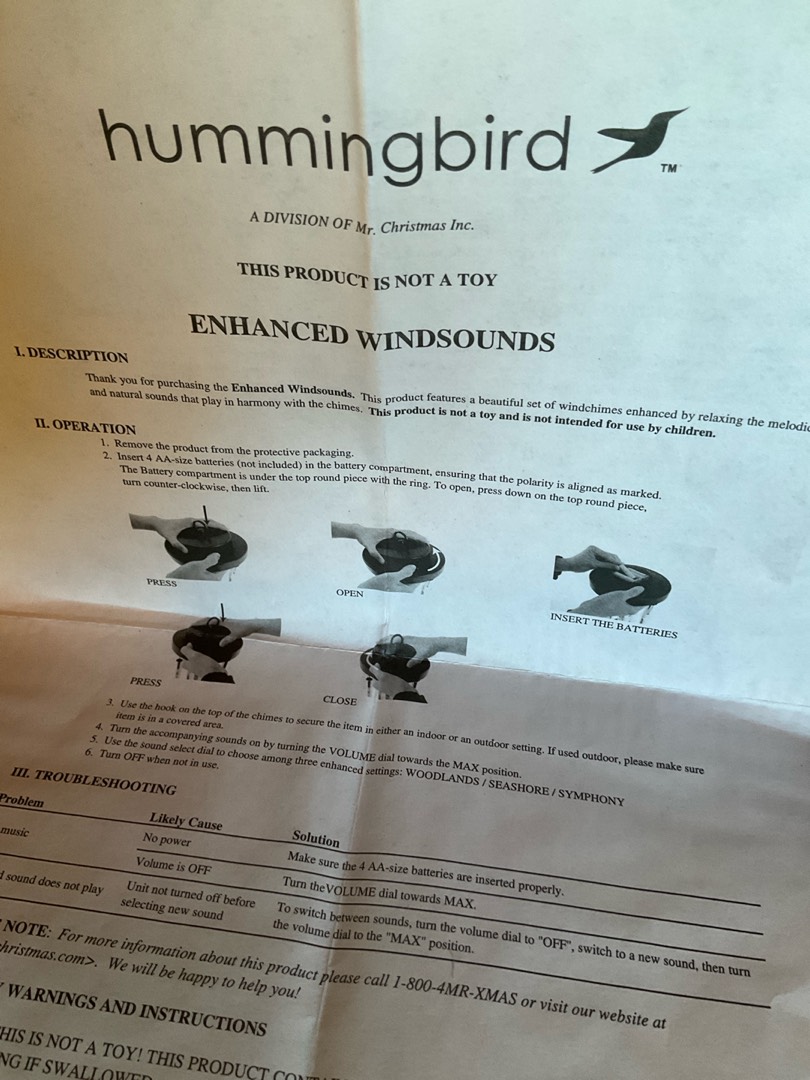 hummingbird TM
A DIVISION OF Mr. Christmas Inc.
THIS PRODUCT IS NOT A TOY
ENHANCED WINDSOUNDS
I. DESCRIPTION
Thank you for purchasing the Enhanced Windsounds. This product features a beautiful set of windchimes enhanced by relaxing the melodic
and natural sounds that play in harmony with the chimes. This product is not a toy and is not intended for use by children.
II. OPERATION
1. Remove the product from the protective packaging.
2. Insert 4 AA-size batteries (not included) in the battery compartment, ensuring that the polarity is aligned as marked.
The Battery compartment is under the top round piece with the ring. To open, press down on the top round piece,
turn counter-clockwise, then lift.
PRESS
OPEN
INSERT THE BATTERIES
PRESS
CLOSE
3. Use the hook on the top of the chimes to secure the item in either an indoor or an outdoor setting. If used outdoor, please make sure
item is in a covered area.
4. Turn the accompanying sounds on by turning the VOLUME dial towards the MAX position.
5. Use the sound select dial to choose among three enhanced settings: WOODLANDS / SEASHORE / SYMPHONY
6. Turn OFF when not in use.
III. TROUBLESHOOTING
Problem Likely Cause Solution
music No power Make sure the 4 AA-size batteries are inserted properly.
Volume is OFF Turn the VOLUME dial towards MAX.
sound does not play Unit not turned off before To switch between sounds, turn the volume dial to "OFF", switch to a new sound, then turn
selecting new sound the volume dial to the "MAX" position.
NOTE: For more information about this product please call 1-800-4MR-XMAS or visit our website at
christmas.com>. We will be happy to help you!
WARNINGS AND INSTRUCTIONS
THIS IS NOT A TOY! THIS PRODUCT
IF SWALLOWED